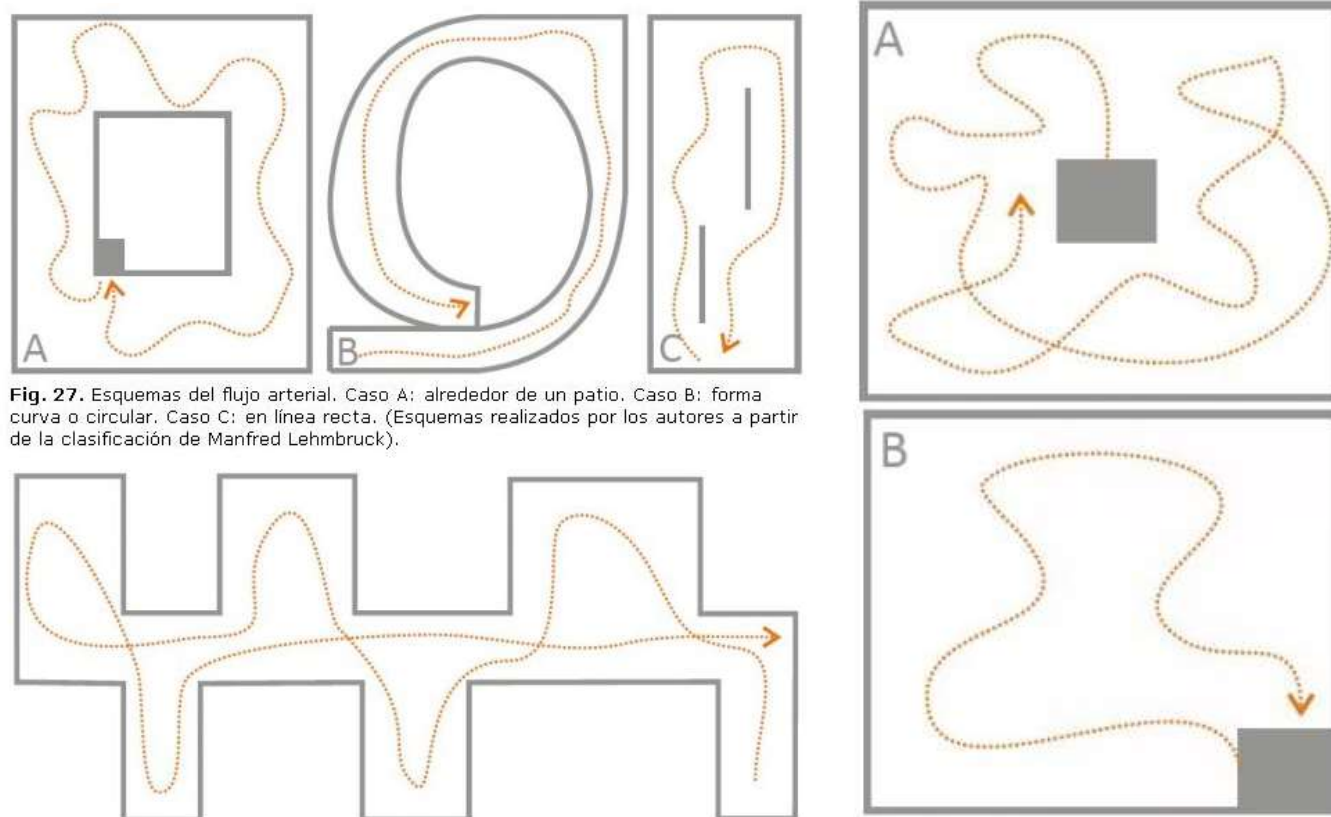 A
B
C
Fig. 27. Esquemas del flujo arterial. Caso A: alrededor de un patio. Caso B: forma
curva o circular. Caso C: en línea recta. (Esquemas realizados por los autores a partir
de la clasificación de Manfred Lehmbruck).
A
B